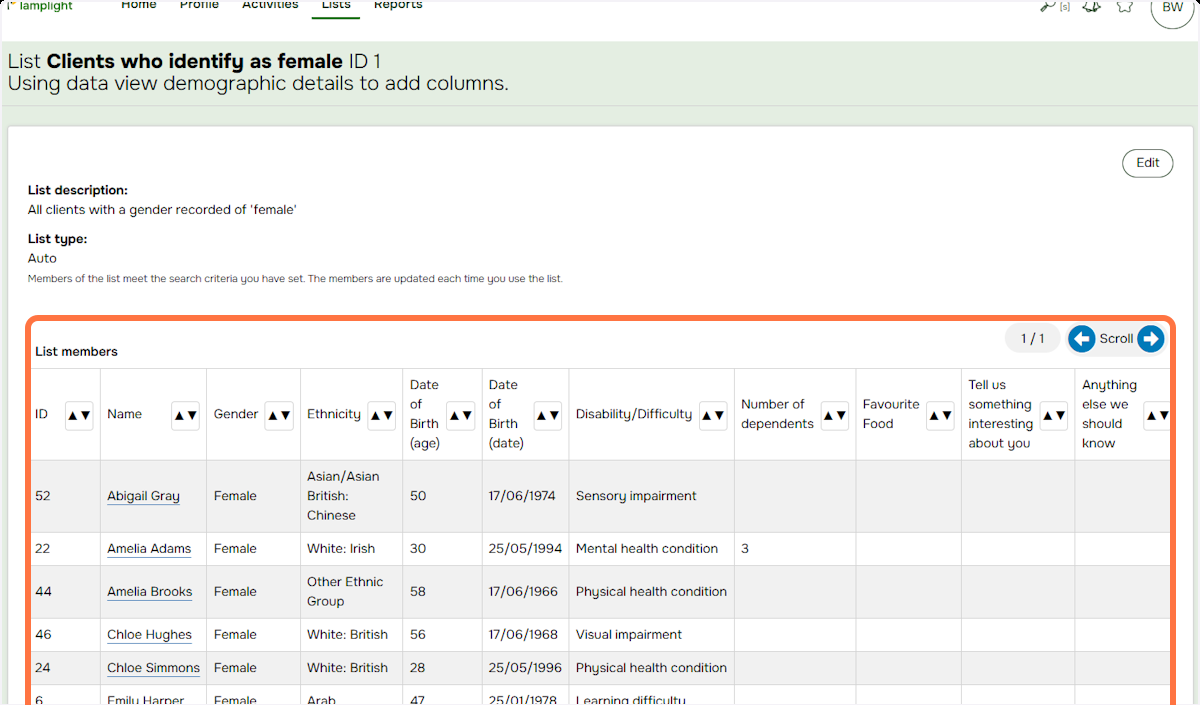 lamplight
Home Profile Activities Lists Reports
[s]
BW
List Clients who identify as female ID 1
Using data view demographic details to add columns.
Edit
List description:
All clients with a gender recorded of 'female'
List type:
Auto
Members of the list meet the search criteria you have set. The members are updated each time you use the list.
1 / 1
Scroll
List members
ID
Name
Gender
Ethnicity
Date
of
Birth
(age)
Date
of
Birth
(date)
Disability/Difficulty
Number of
dependents
Favourite
Food
Tell us
something
interesting
about you
Anything
else we
should
know
52 Abigail Gray Female
Asian/Asian
British:
Chinese
50 17/06/1974 Sensory impairment
22 Amelia Adams Female White: Irish 30 25/05/1994 Mental health condition 3
44 Amelia Brooks Female
Other Ethnic
Group
58 17/06/1966 Physical health condition
46 Chloe Hughes Female White: British 56 17/06/1968 Visual impairment
24 Chloe Simmons Female White: British 28 25/05/1996 Physical health condition
6 Emily Harper Female Arab 47 25/01/1978 Learning difficulty